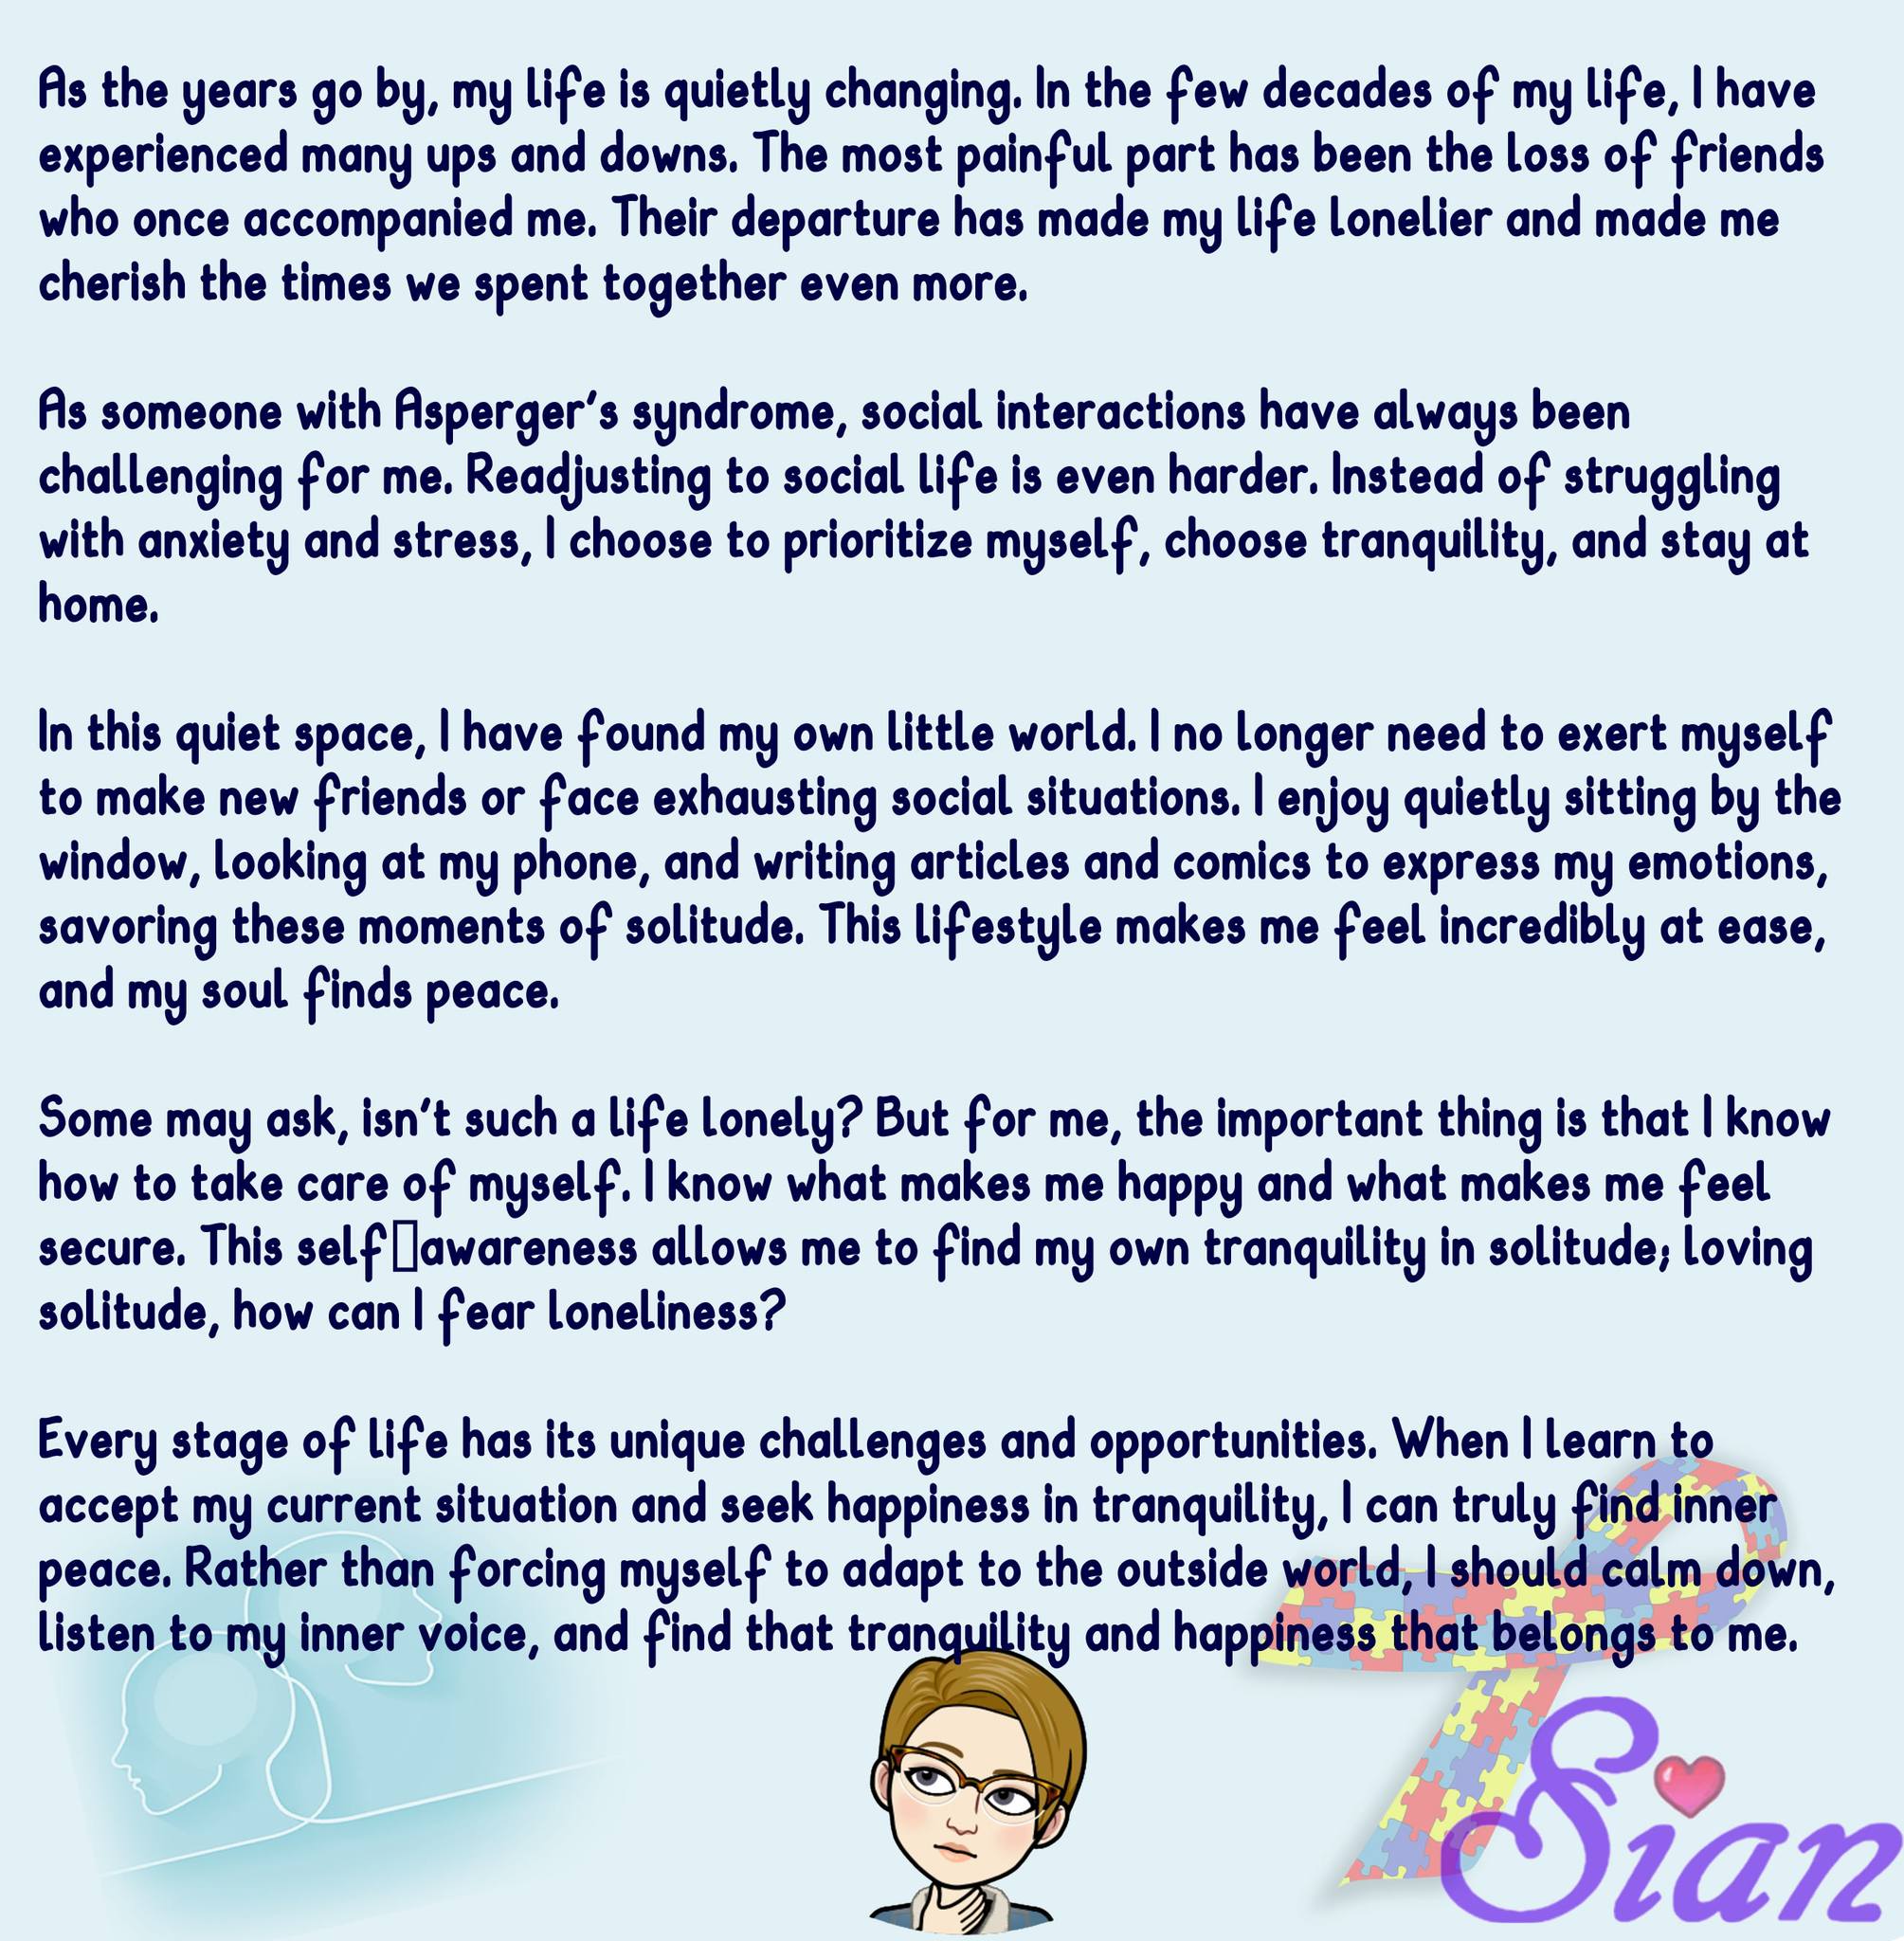 As the years go by, my life is quietly changing. In the few decades of my life, I have
experienced many ups and downs. The most painful part has been the loss of friends
who once accompanied me. Their departure has made my life lonelier and made me
cherish the times we spent together even more.
As someone with Asperger's syndrome, social interactions have always been
challenging for me. Readjusting to social life is even harder. Instead of struggling
with anxiety and stress, I choose to prioritize myself, choose tranquility, and stay at
home.
In this quiet space, I have found my own little world. I no longer need to exert myself
to make new friends or face exhausting social situations. I enjoy quietly sitting by the
window, looking at my phone, and writing articles and comics to express my emotions,
savoring these moments of solitude. This lifestyle makes me feel incredibly at ease,
and my soul finds peace.
Some may ask, isn't such a life lonely? But for me, the important thing is that I know
how to take care of myself. I know what makes me happy and what makes me feel
secure. This self▯awareness allows me to find my own tranquility in solitude; loving
solitude, how can I fear loneliness?
Every stage of life has its unique challenges and opportunities. When I learn to
accept my current situation and seek happiness in tranquility, I can truly find inner
peace. Rather than forcing myself to adapt to the outside world, I should calm down,
listen to my inner voice, and find that tranquility and happiness that belongs to me.
Sian